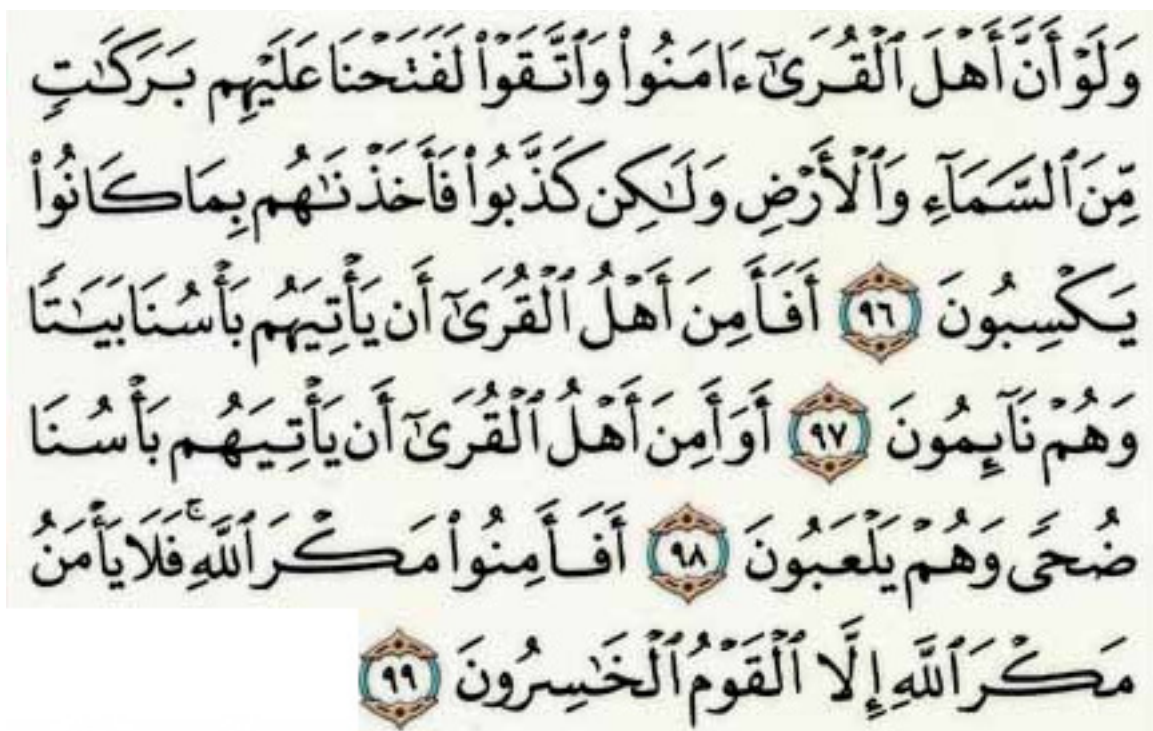 وَلَوۡ أَنَّ أَهۡلَ ٱلۡقُرَىٰٓ ءَامَنُواْ وَٱتَّقَوۡاْ لَفَتَحۡنَا عَلَيۡهِم بَرَكَٰتٖ
مِّنَ ٱلسَّمَآءِ وَٱلۡأَرۡضِ وَلَٰكِن كَذَّبُواْ فَأَخَذۡنَٰهُم بِمَا كَانُواْ
يَكۡسِبُونَ ٩٦ أَفَأَمِنَ أَهۡلُ ٱلۡقُرَىٰٓ أَن يَأۡتِيَهُم بَأۡسُنَا بَيَٰتٗا
وَهُمۡ نَآئِمُونَ ٩٧ أَوَأَمِنَ أَهۡلُ ٱلۡقُرَىٰٓ أَن يَأۡتِيَهُم بَأۡسُنَا
ضُحٗى وَهُمۡ يَلۡعَبُونَ ٩٨ أَفَأَمِنُواْ مَكۡرَ ٱللَّهِۚ فَلَا يَأۡمَنُ
مَكۡرَ ٱللَّهِ إِلَّا ٱلۡقَوۡمُ ٱلۡخَٰسِرُونَ ٩٩